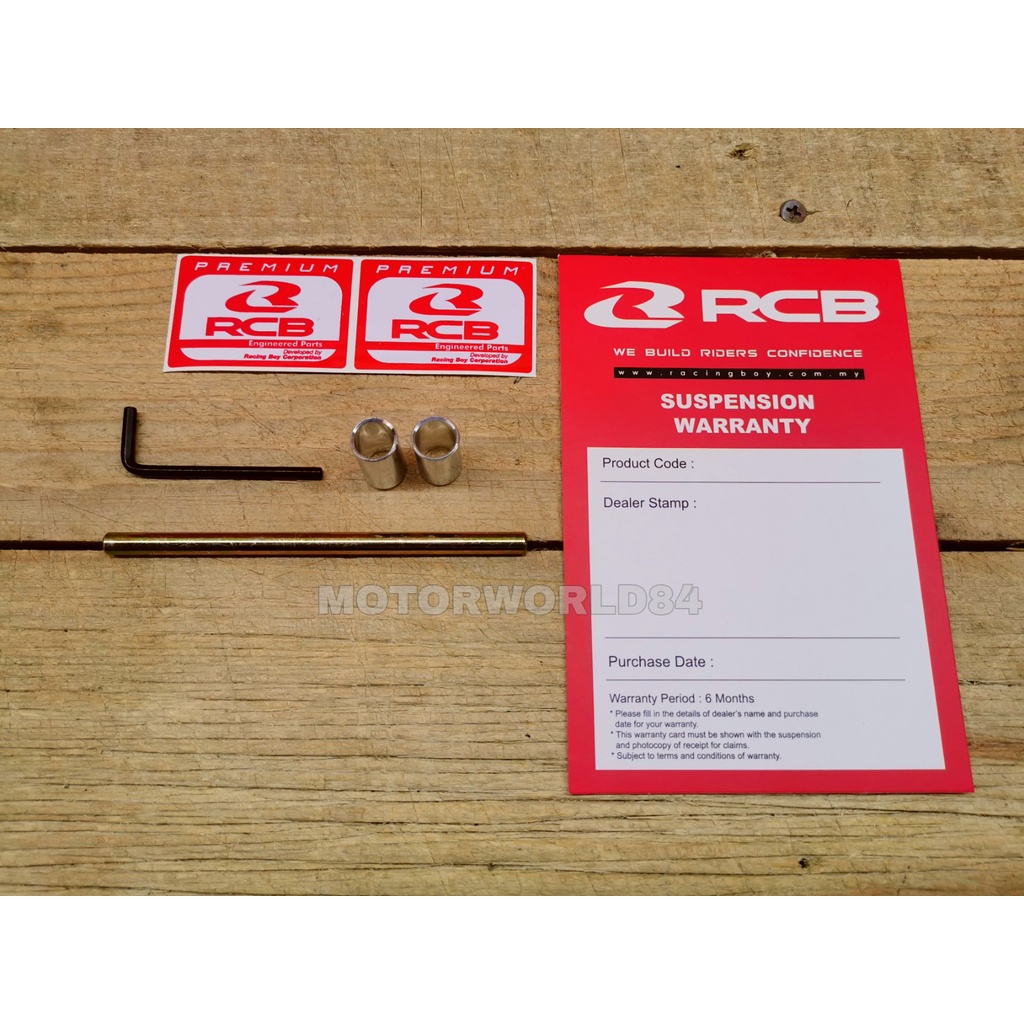 PREMIUM
RCB
Engineered Parts
Developed by
Racing Boy Corporation
PREMIUM
RCB
Engineered Parts
Developed by
Racing Boy Corporation
RCB
WE BUILD RIDERS CONFIDENCE
www.racingboy.com.my
SUSPENSION
WARRANTY
Product Code :
Dealer Stamp :
Purchase Date :
Warranty Period : 6 Months
* Please fill in the details of dealer's name and purchase
date for your warranty.
* This warranty card must be shown with the suspension
and photocopy of receipt for claims.
* Subject to terms and conditions of warranty.
MOTORWORLD84